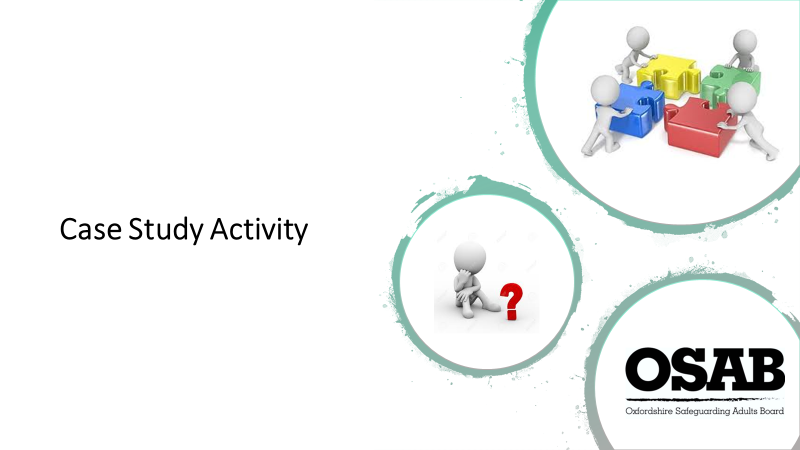 Case Study Activity
?
OSAB
Oxfordshire Safeguarding Adults Board